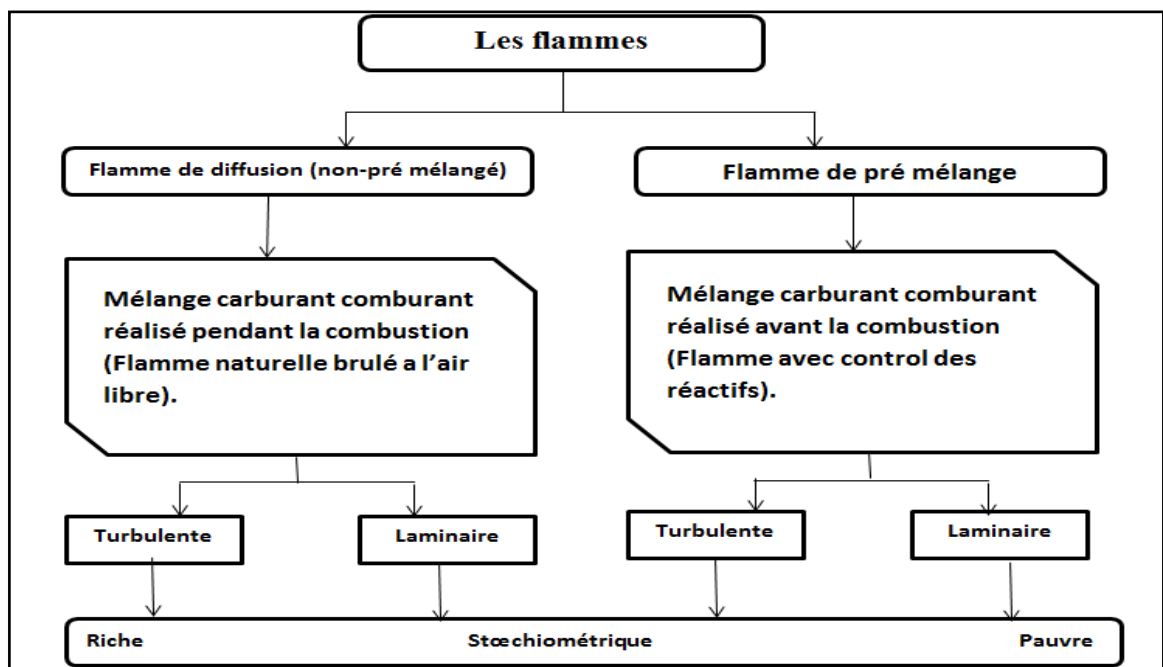 Les flammes
Flamme de diffusion (non-pré mélangé)
Flamme de pré mélange
Mélange carburant comburant
réalisé pendant la combustion
(Flamme naturelle brulé a l’air
libre).
Mélange carburant comburant
réalisé avant la combustion
(Flamme avec control des
réactifs).
Turbulente
Laminaire
Turbulente
Laminaire
Riche
Stœchiométrique
Pauvre